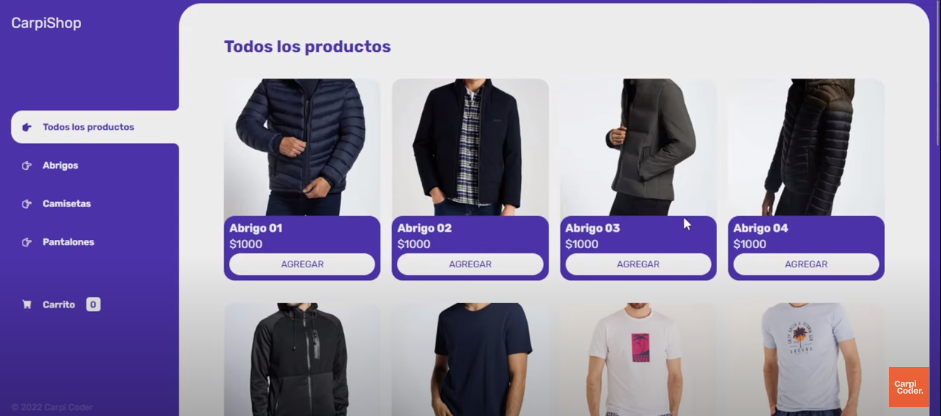 CarpiShop
Todos los productos
Abrigos
Camisetas
Pantalones
Carrito 0
© 2022 Carpi Coder
Todos los productos
Abrigo 01
$1000
AGREGAR
Abrigo 02
$1000
AGREGAR
Abrigo 03
$1000
AGREGAR
Abrigo 04
$1000
AGREGAR
Carpi
Coder.